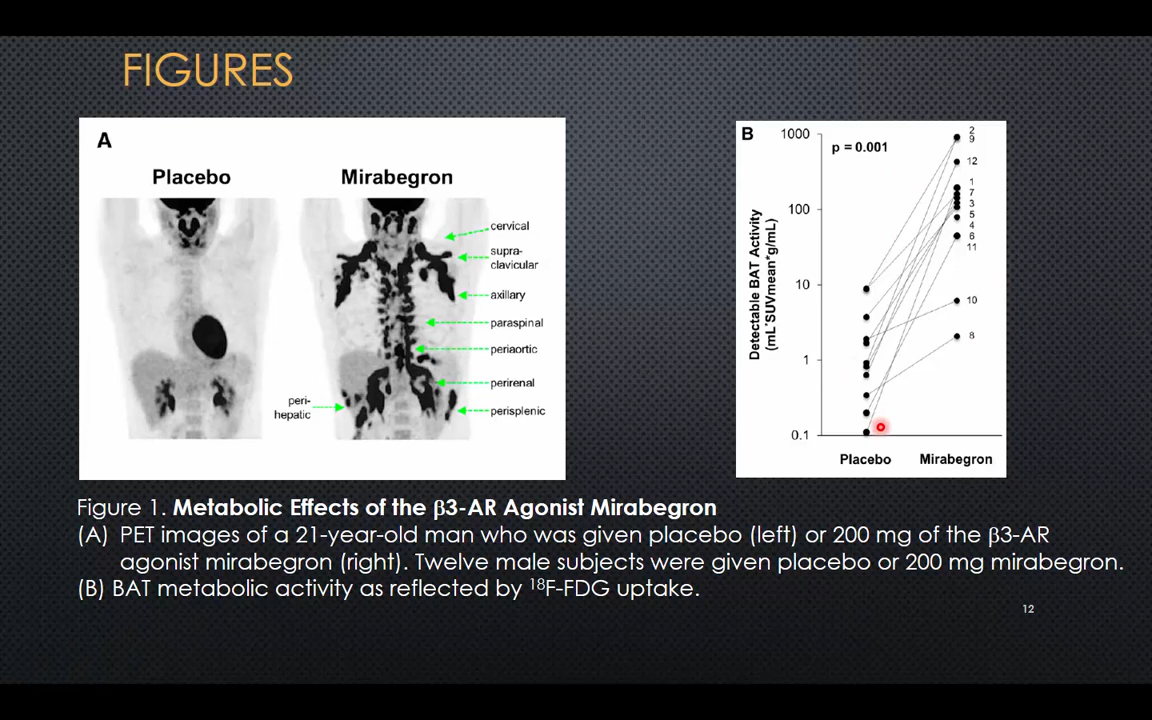 FIGURES
A
Placebo
Mirabegron
cervical
supra-
clavicular
axillary
paraspinal
periaortic
perirenal
peri-
hepatic
perisplenic
B
p = 0.001
Detectable BAT Activity
(mL*SUVmean*g/mL)
1000
100
10
1
0.1
2
9
12
1
7
3
5
4
6
11
10
8
Placebo
Mirabegron
Figure 1. Metabolic Effects of the β3-AR Agonist Mirabegron
(A) PET images of a 21-year-old man who was given placebo (left) or 200 mg of the β3-AR
agonist mirabegron (right). Twelve male subjects were given placebo or 200 mg mirabegron.
(B) BAT metabolic activity as reflected by ¹⁸F-FDG uptake.
12